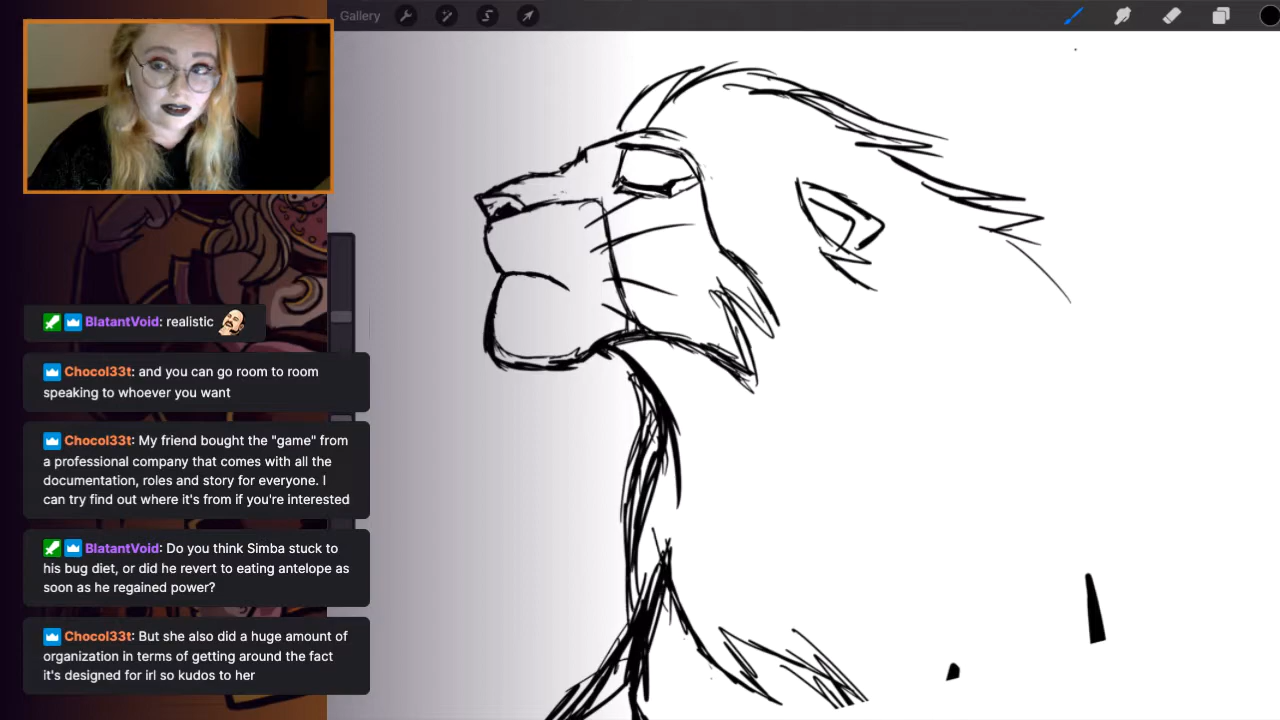 Gallery
BlatantVoid: realistic
Chocol33t: and you can go room to room
speaking to whoever you want
Chocol33t: My friend bought the "game" from
a professional company that comes with all the
documentation, roles and story for everyone. I
can try find out where it's from if you're interested
BlatantVoid: Do you think Simba stuck to
his bug diet, or did he revert to eating antelope as
soon as he regained power?
Chocol33t: But she also did a huge amount of
organization in terms of getting around the fact
it's designed for irl so kudos to her